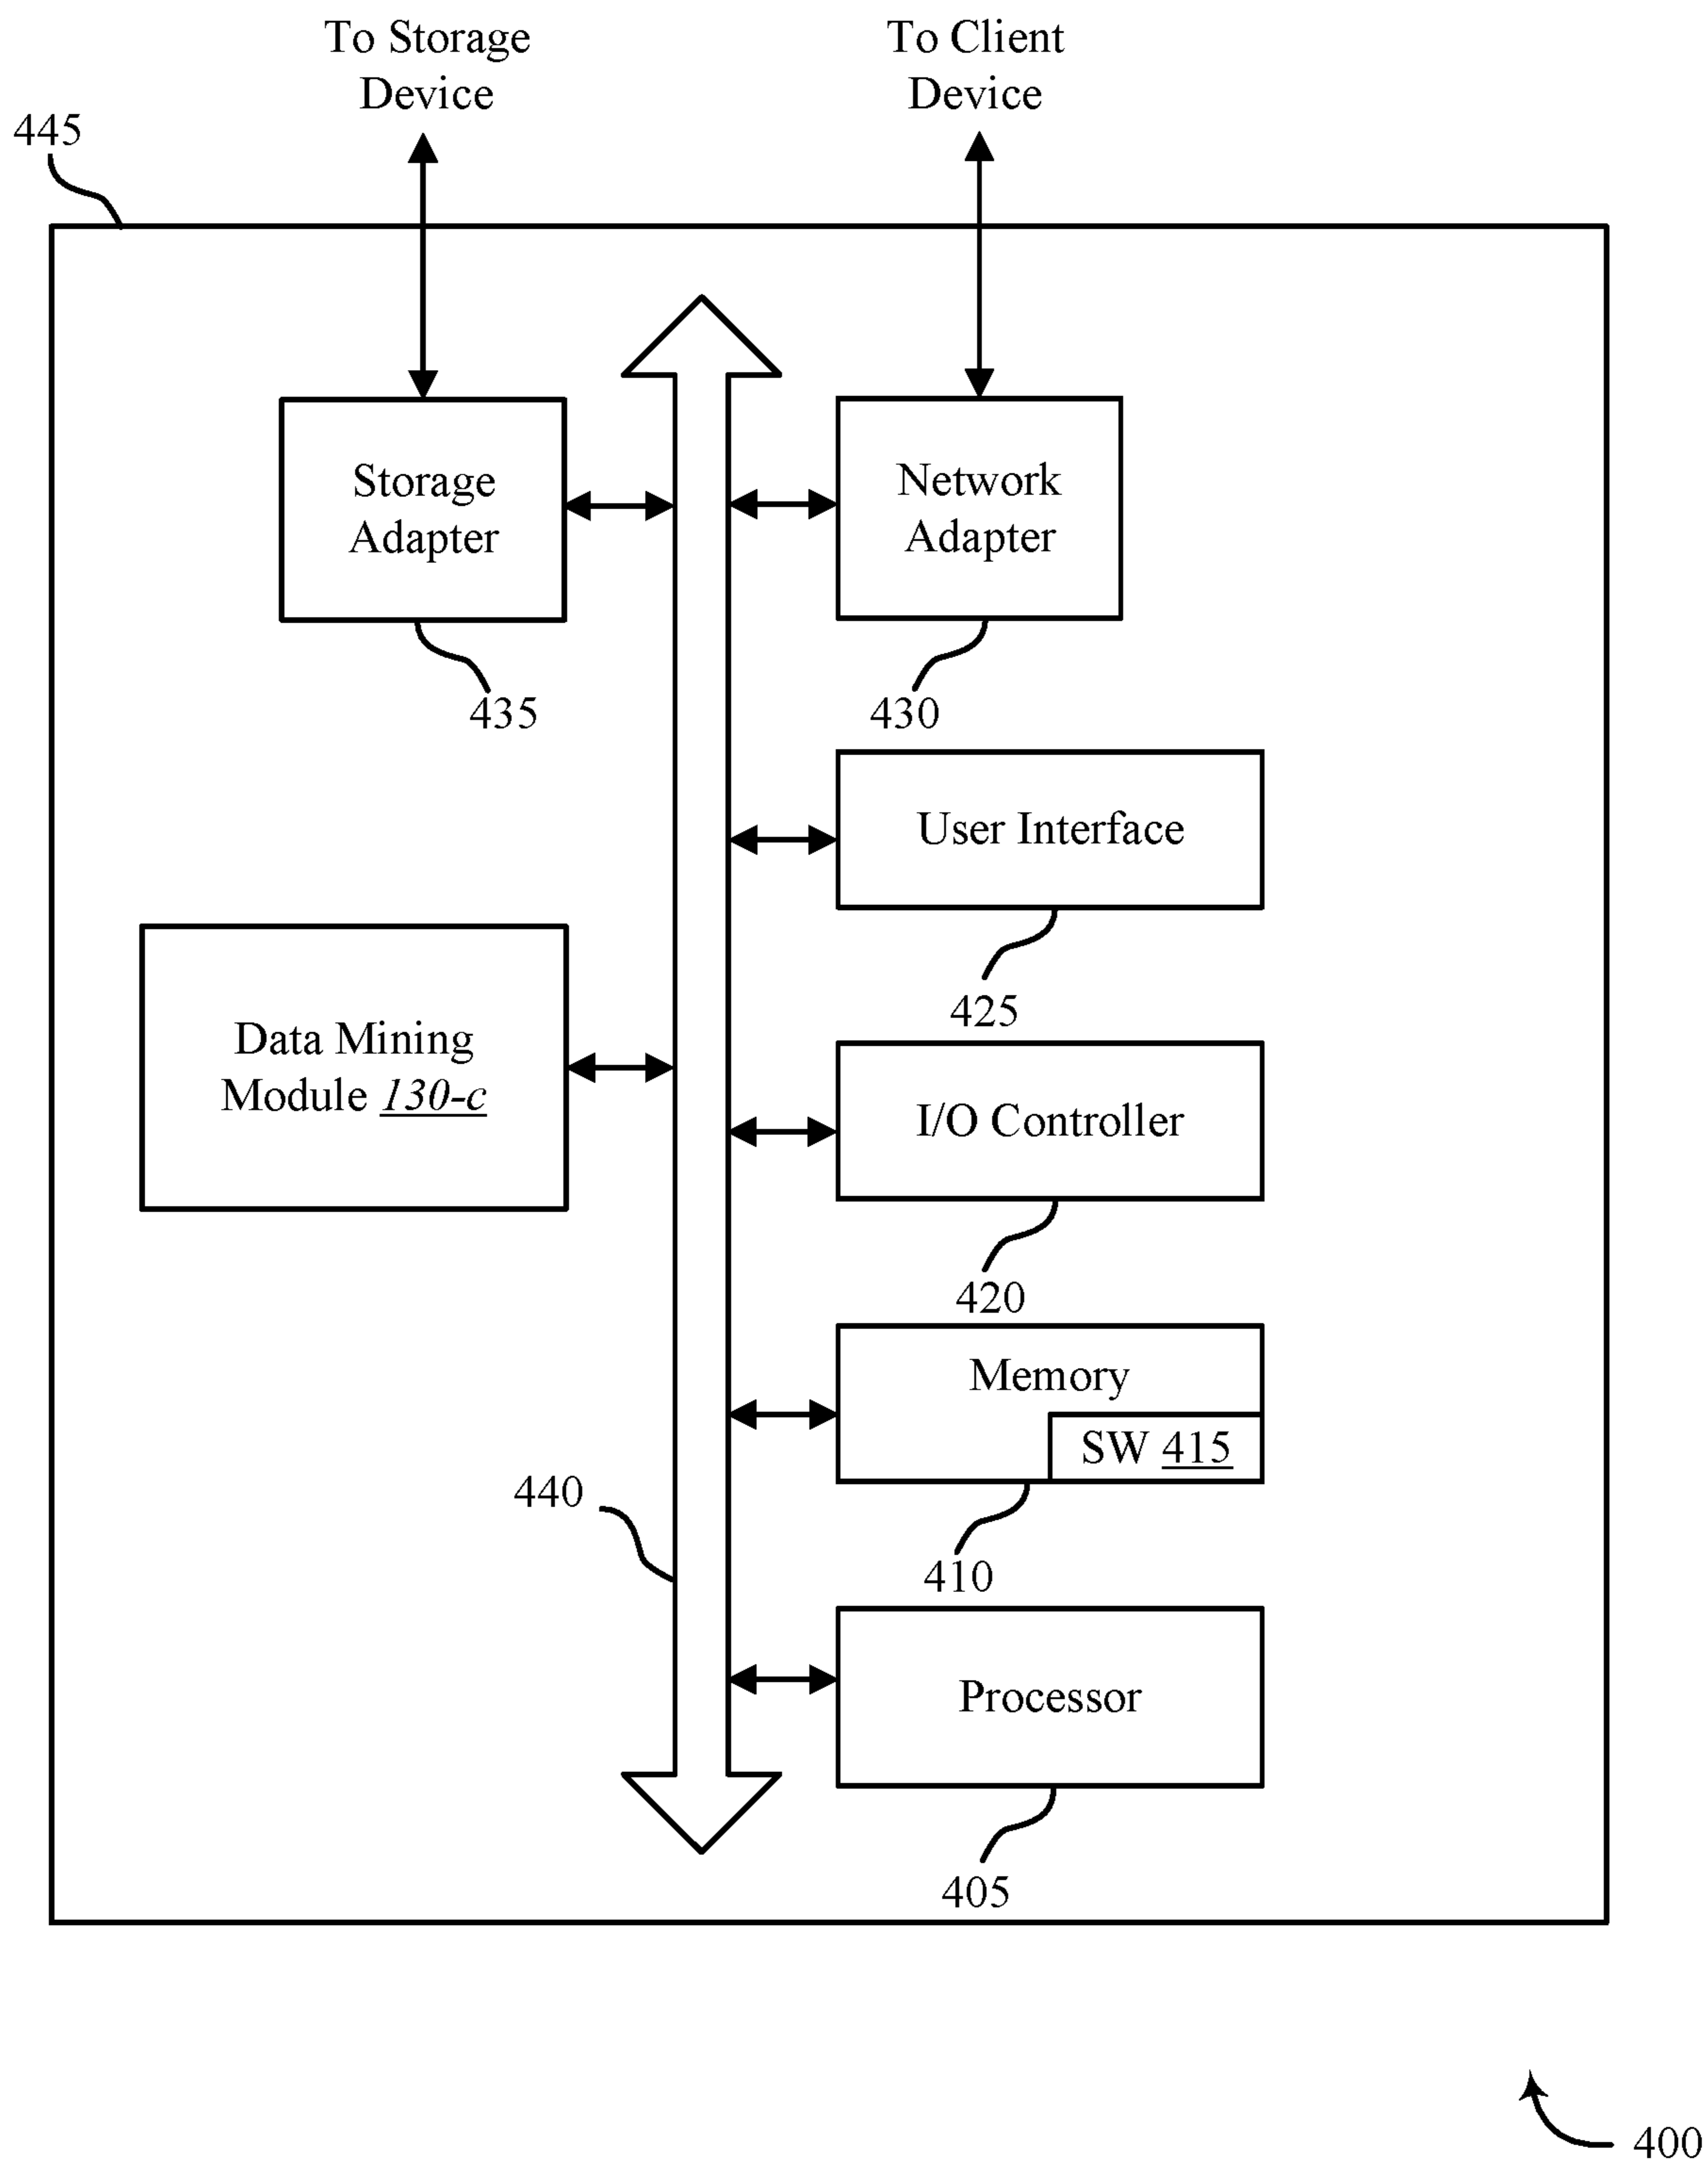 To Storage
Device
To Client
Device
445
Storage
Adapter
Network
Adapter
435
430
User Interface
425
Data Mining
Module 130-c
I/O Controller
420
Memory
SW 415
440
410
Processor
405
400